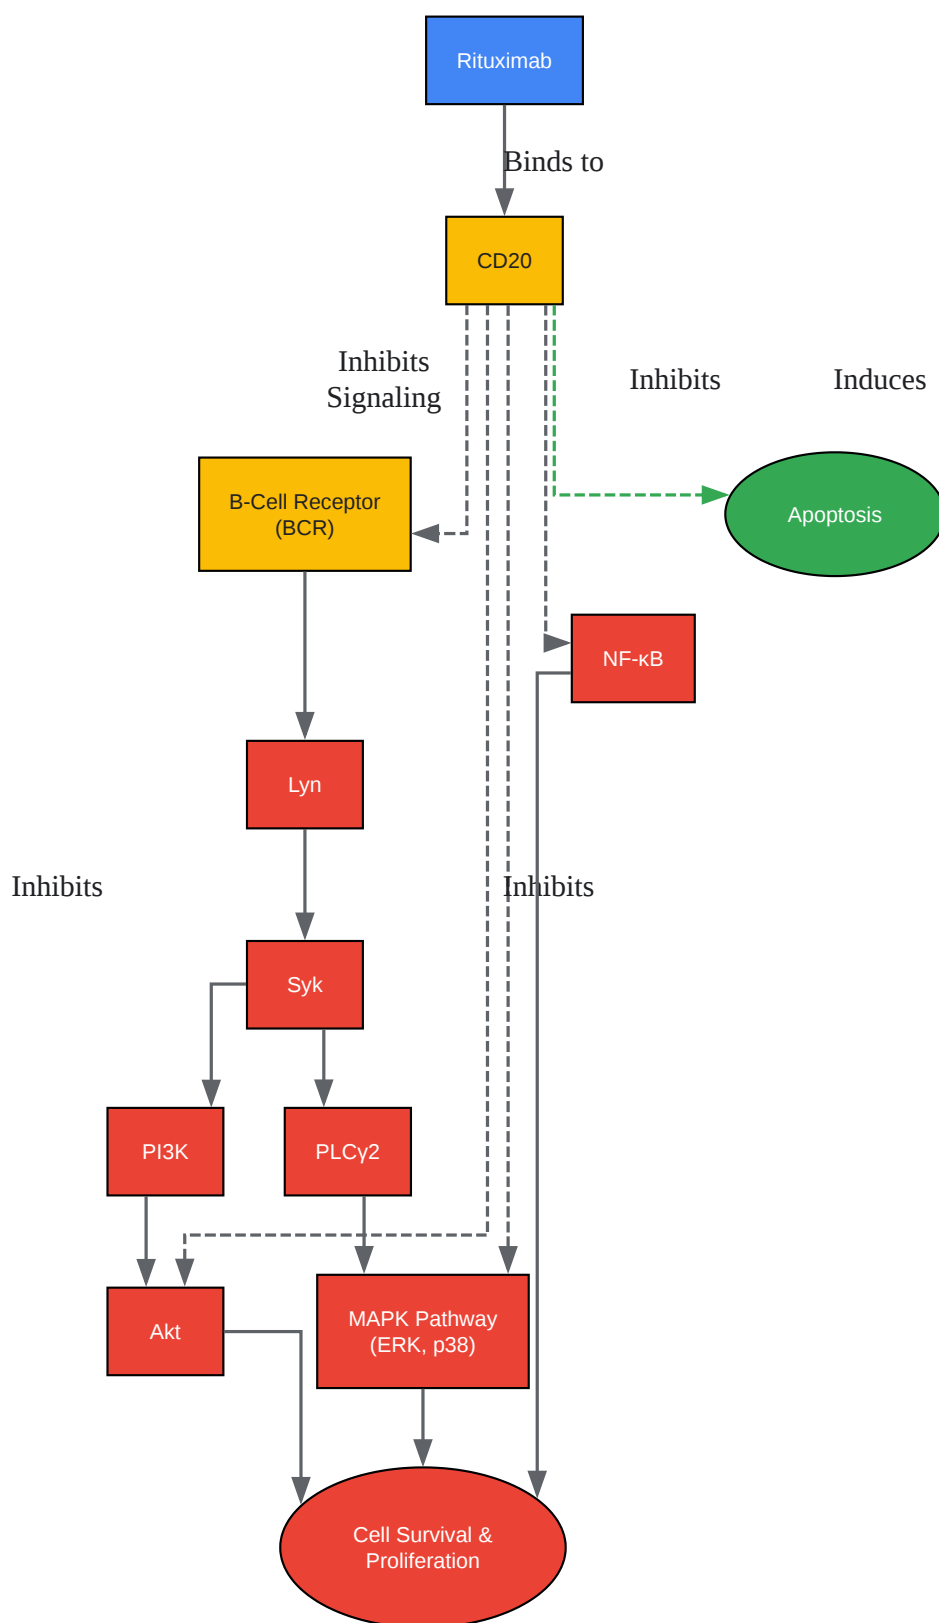 Rituximab
Binds to
CD20
Inhibits
Signaling
Inhibits
Induces
B-Cell Receptor
(BCR)
Apoptosis
NF-κB
Lyn
Inhibits
Inhibits
Syk
PI3K
PLCγ2
Akt
MAPK Pathway
(ERK, p38)
Cell Survival &
Proliferation